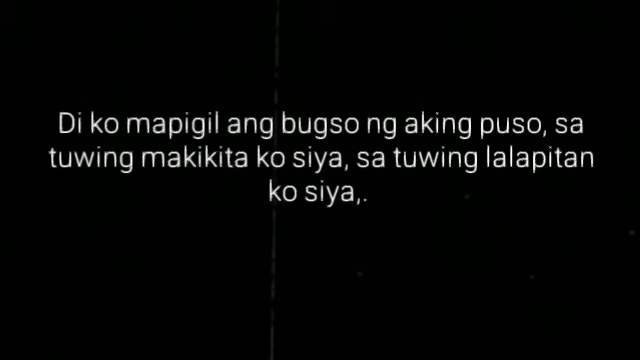 Di ko mapigil ang bugso ng aking puso, sa
tuwing makikita ko siya, sa tuwing lalapitan
ko siya,.